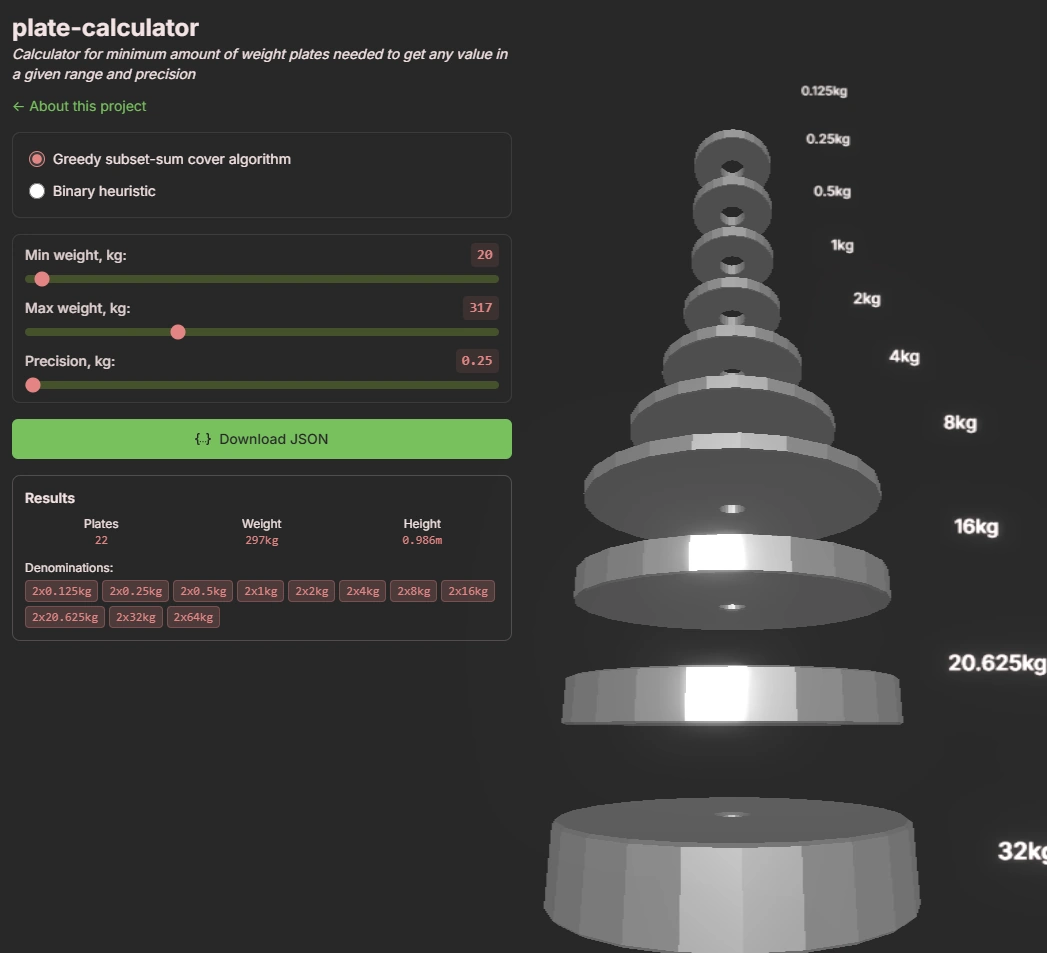 plate-calculator
Calculator for minimum amount of weight plates needed to get any value in
a given range and precision
← About this project
Greedy subset-sum cover algorithm
Binary heuristic
Min weight, kg: 20
Max weight, kg: 317
Precision, kg: 0.25
{..} Download JSON
Results
Plates Weight Height
22 297kg 0.986m
Denominations:
2x0.125kg 2x0.25kg 2x0.5kg 2x1kg 2x2kg 2x4kg 2x8kg 2x16kg
2x20.625kg 2x32kg 2x64kg
0.125kg
0.25kg
0.5kg
1kg
2kg
4kg
8kg
16kg
20.625kg
32kg